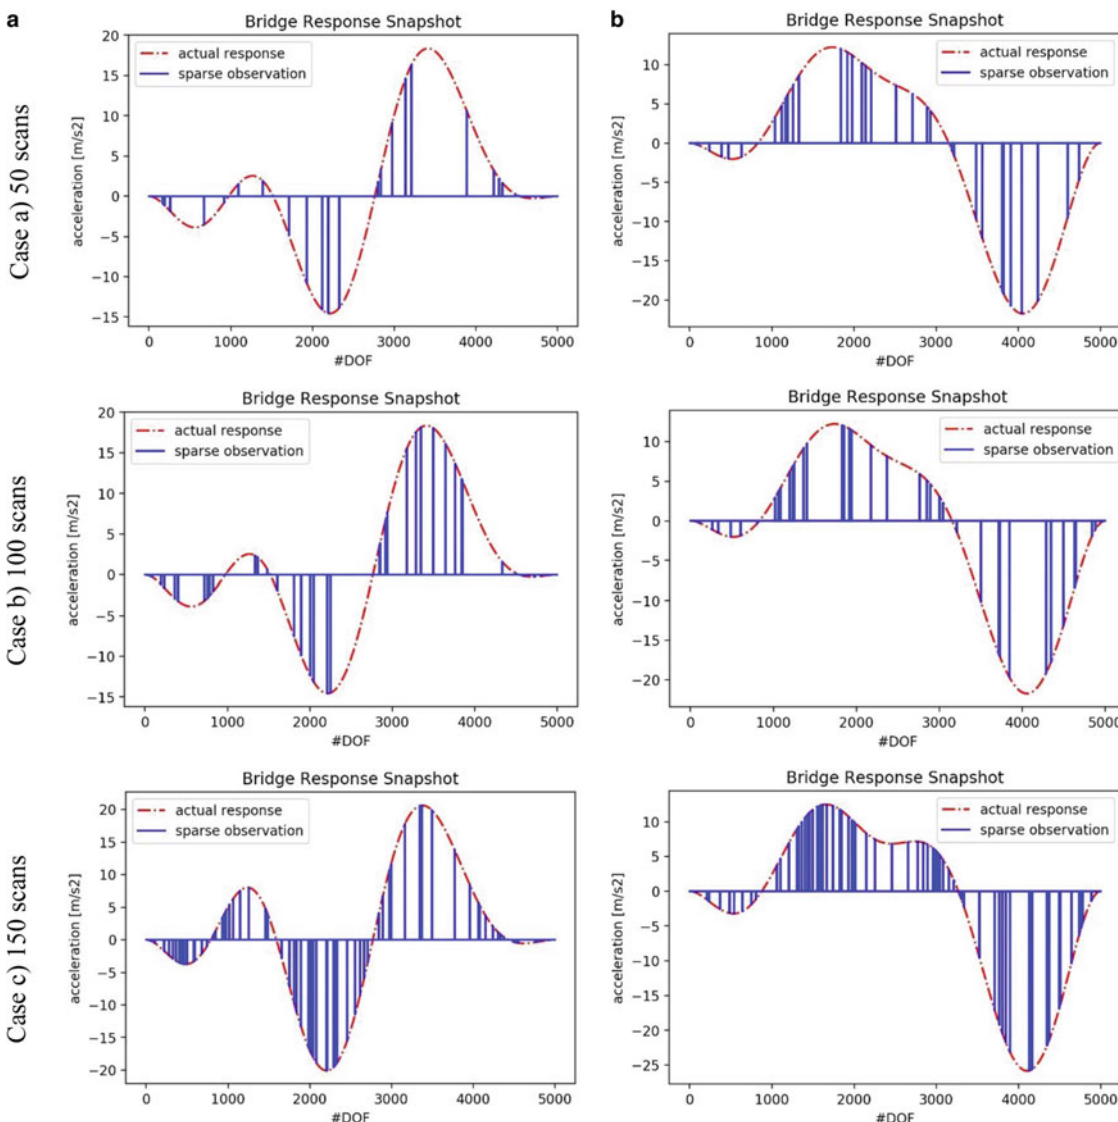 a
b
Case a) 50 scans
Bridge Response Snapshot
actual response
sparse observation
acceleration [m/s2]
20
15
10
5
0
−5
−10
−15
0 1000 2000 3000 4000 5000
#DOF
Bridge Response Snapshot
actual response
sparse observation
acceleration [m/s2]
10
5
0
−5
−10
−15
−20
0 1000 2000 3000 4000 5000
#DOF
Case b) 100 scans
Bridge Response Snapshot
actual response
sparse observation
acceleration [m/s2]
20
15
10
5
0
−5
−10
−15
0 1000 2000 3000 4000 5000
#DOF
Bridge Response Snapshot
actual response
sparse observation
acceleration [m/s2]
10
5
0
−5
−10
−15
−20
0 1000 2000 3000 4000 5000
#DOF
Case c) 150 scans
Bridge Response Snapshot
actual response
sparse observation
acceleration [m/s2]
20
15
10
5
0
−5
−10
−15
−20
0 1000 2000 3000 4000 5000
#DOF
Bridge Response Snapshot
actual response
sparse observation
acceleration [m/s2]
10
5
0
−5
−10
−15
−20
−25
0 1000 2000 3000 4000 5000
#DOF